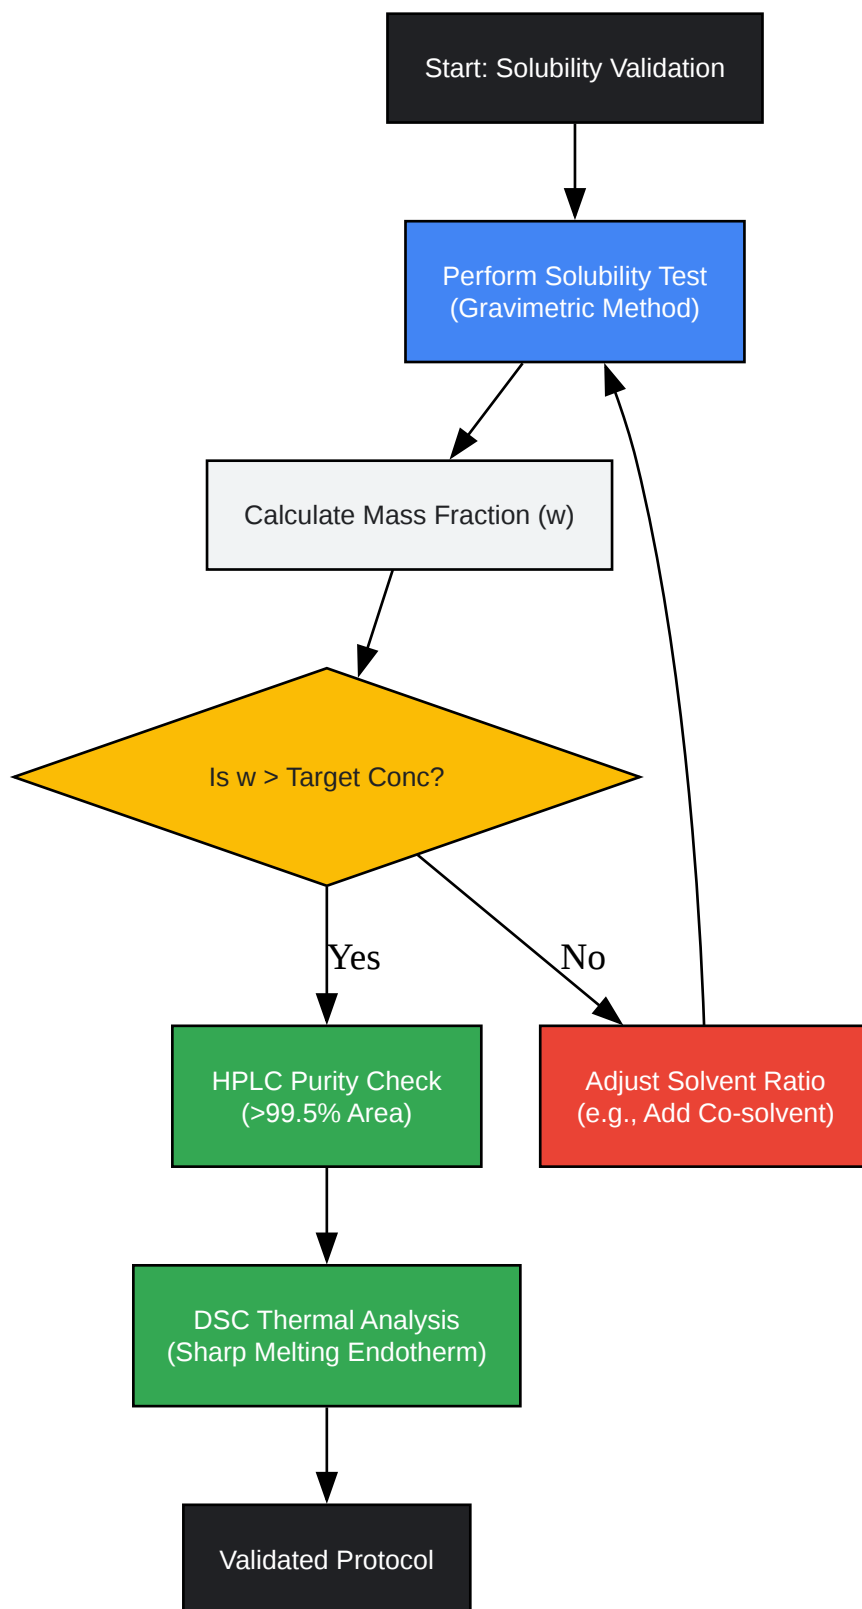 Start: Solubility Validation
Perform Solubility Test
(Gravimetric Method)
Calculate Mass Fraction (w)
Is w > Target Conc?
Yes
No
HPLC Purity Check
(>99.5% Area)
Adjust Solvent Ratio
(e.g., Add Co-solvent)
DSC Thermal Analysis
(Sharp Melting Endotherm)
Validated Protocol